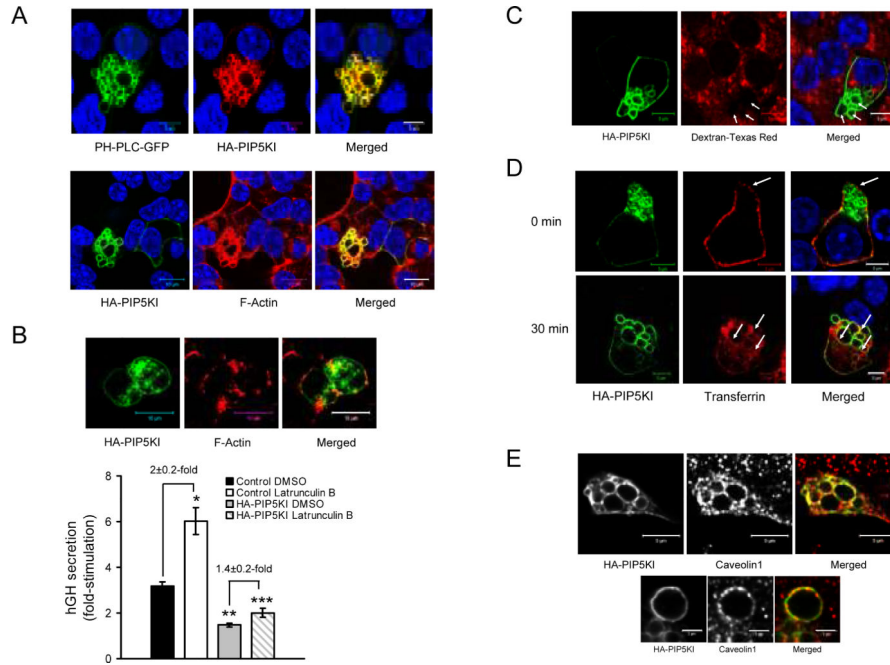 A
PH-PLC-GFP HA-PIP5KI Merged
HA-PIP5KI F-Actin Merged
B
HA-PIP5KI F-Actin Merged
8
6
4
2
0
hGH secretion
(fold-stimulation)
2±0.2-fold
*
1.4±0.2-fold
**
***
Control DMSO
Control Latrunculin B
HA-PIP5KI DMSO
HA-PIP5KI Latrunculin B
C
HA-PIP5KI Dextran-Texas Red Merged
D
0 min
30 min
HA-PIP5KI Transferrin Merged
E
HA-PIP5KI Caveolin1 Merged
HA-PIP5KI Caveolin1 Merged